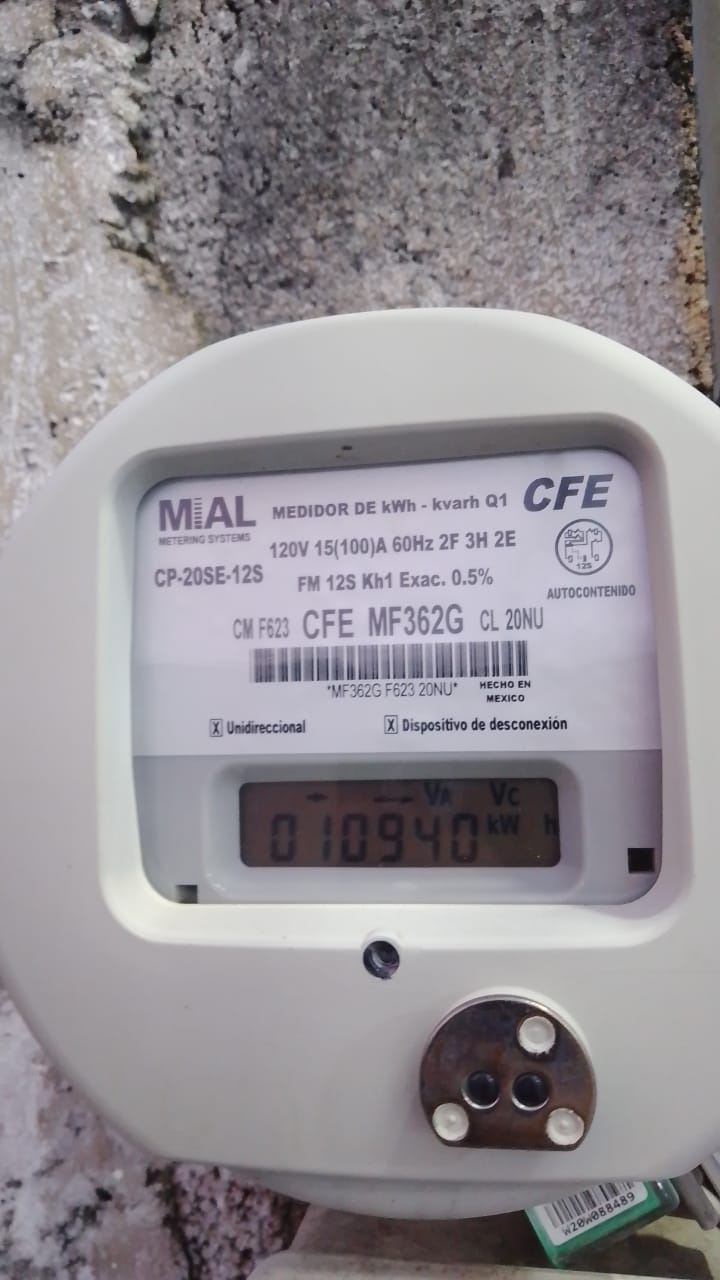 MIAL
METERING SYSTEMS
MEDIDOR DE kWh - kvarh Q1
CFE
120V 15(100)A 60Hz 2F 3H 2E
CP-20SE-12S
FM 12S Kh1 Exac. 0.5%
12S
AUTOCONTENIDO
CM F623 CFE MF362G CL 20NU
*MF362G F623 20NU*
HECHO EN
MEXICO
X Unidireccional
X Dispositivo de desconexión
VA VC
010940 kW h
W20W088489